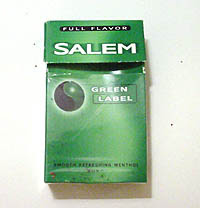 FULL FLAVOR
SALEM
GREEN
LABEL
SMOOTH REFRESHING MENTHOL